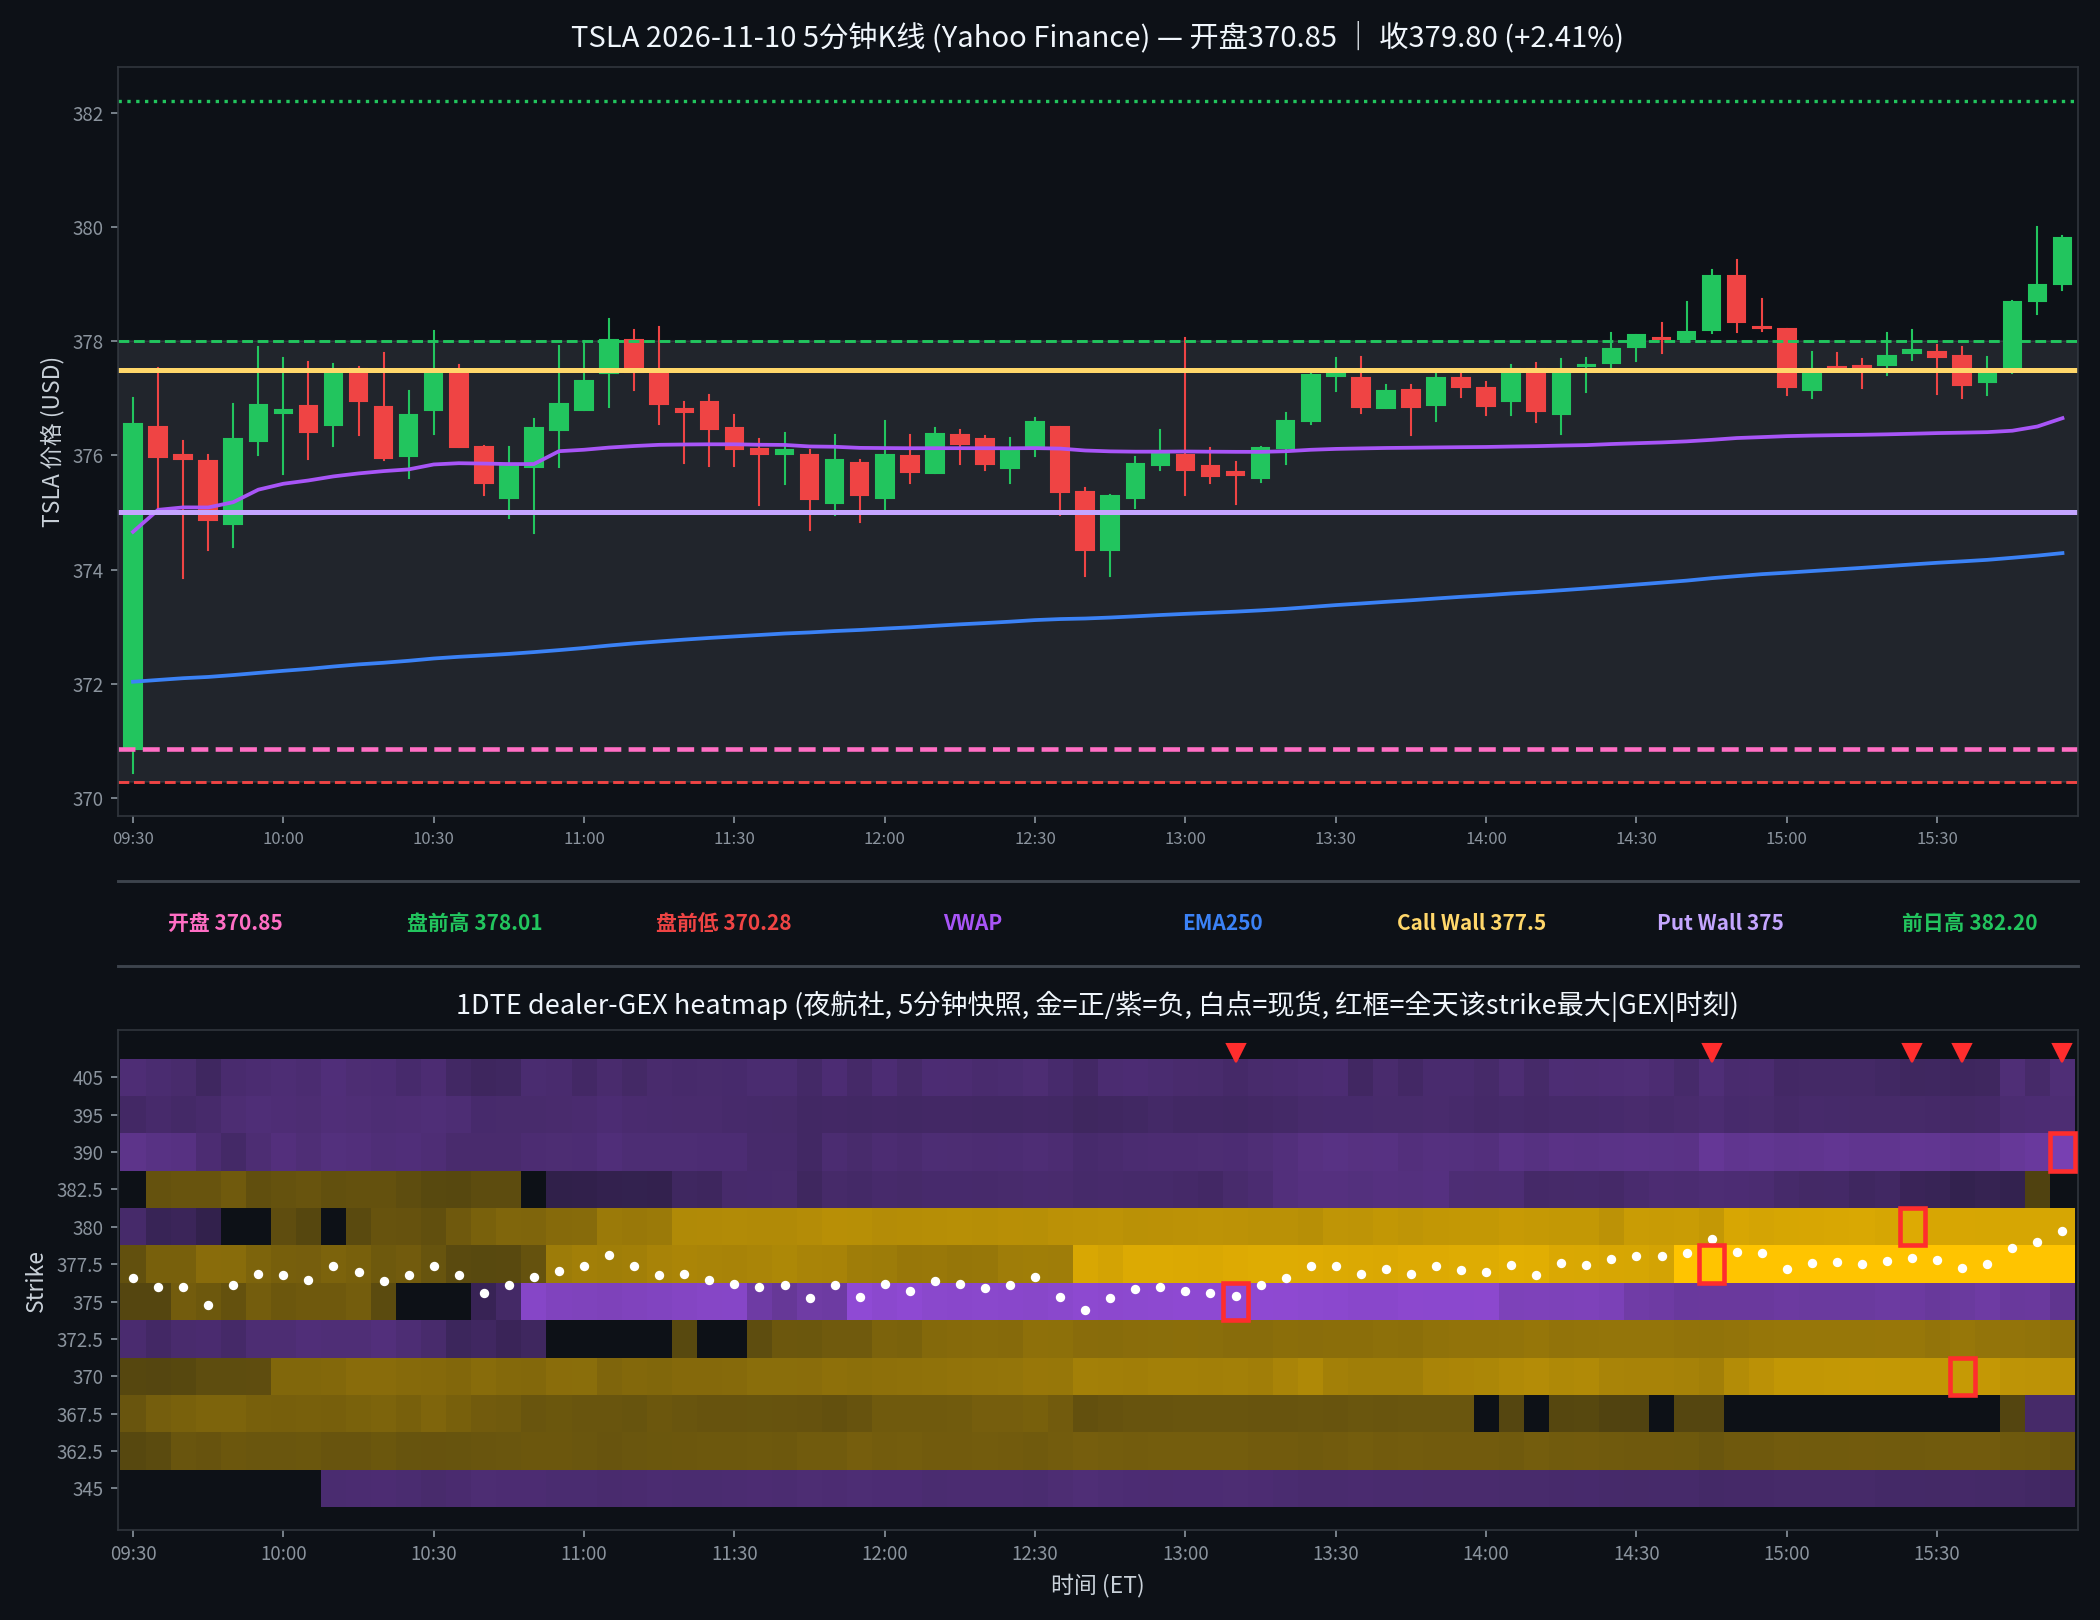 TSLA 2026-11-10 5分钟K线 (Yahoo Finance) — 开盘370.85 ｜ 收379.80 (+2.41%)
TSLA 价格 (USD)
382
380
378
376
374
372
370
09:30 10:00 10:30 11:00 11:30 12:00 12:30 13:00 13:30 14:00 14:30 15:00 15:30
开盘 370.85 盘前高 378.01 盘前低 370.28 VWAP EMA250 Call Wall 377.5 Put Wall 375 前日高 382.20
1DTE dealer-GEX heatmap (夜航社, 5分钟快照, 金=正/紫=负, 白点=现货, 红框=全天该strike最大|GEX|时刻)
Strike
405
395
390
382.5
380
377.5
375
372.5
370
367.5
362.5
345
09:30 10:00 10:30 11:00 11:30 12:00 12:30 13:00 13:30 14:00 14:30 15:00 15:30
时间 (ET)